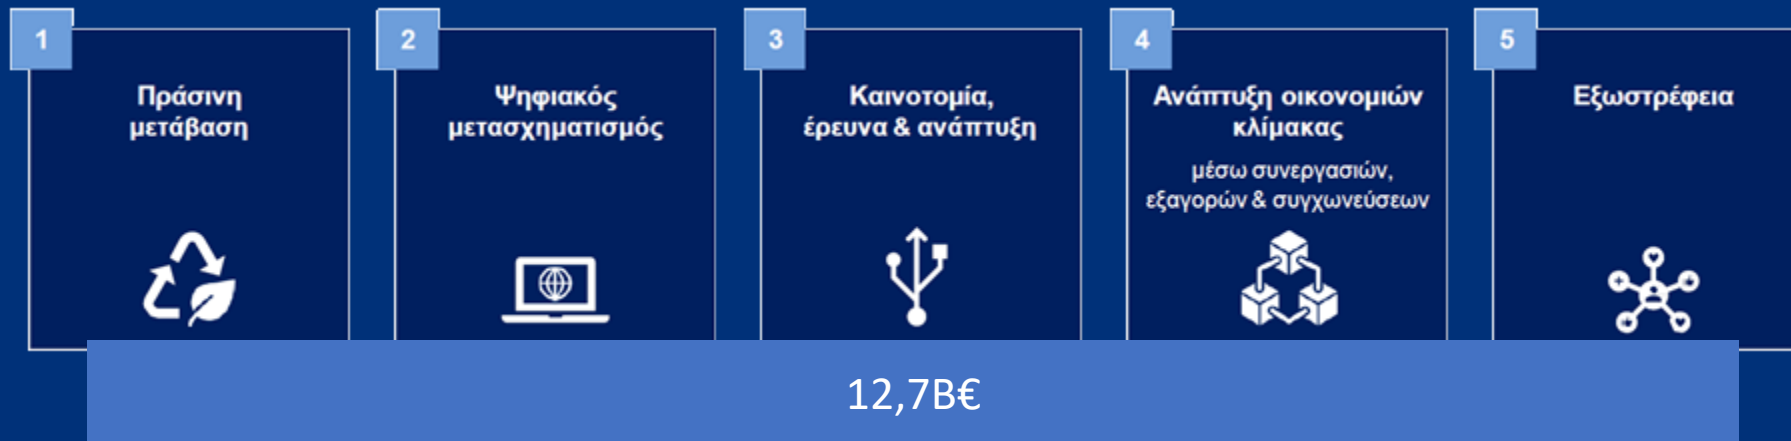 1
Πράσινη
μετάβαση
2
Ψηφιακός
μετασχηματισμός
3
Καινοτομία,
έρευνα & ανάπτυξη
4
Ανάπτυξη οικονομιών
κλίμακας
μέσω συνεργασιών,
εξαγορών & συγχωνεύσεων
5
Εξωστρέφεια
12,7B€